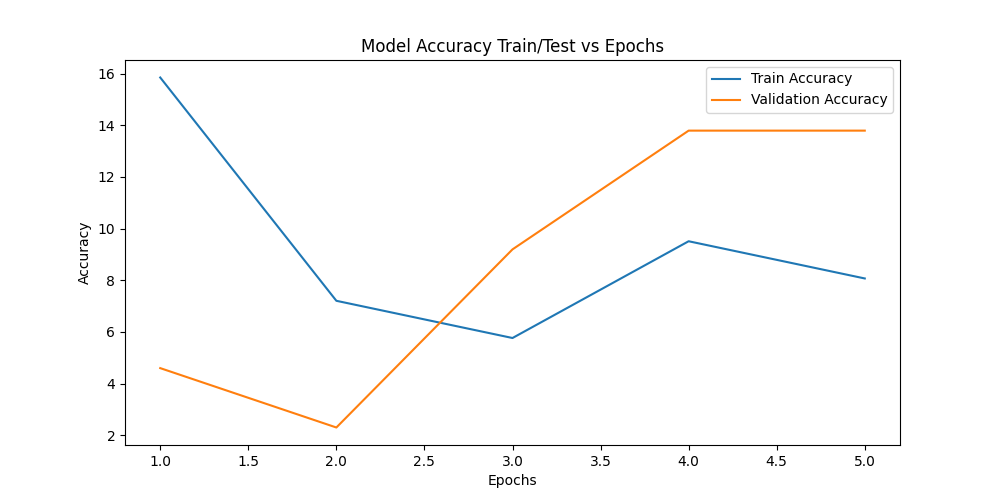 Model Accuracy Train/Test vs Epochs
Train Accuracy
Validation Accuracy
Accuracy
16
14
12
10
8
6
4
2
1.0 1.5 2.0 2.5 3.0 3.5 4.0 4.5 5.0
Epochs